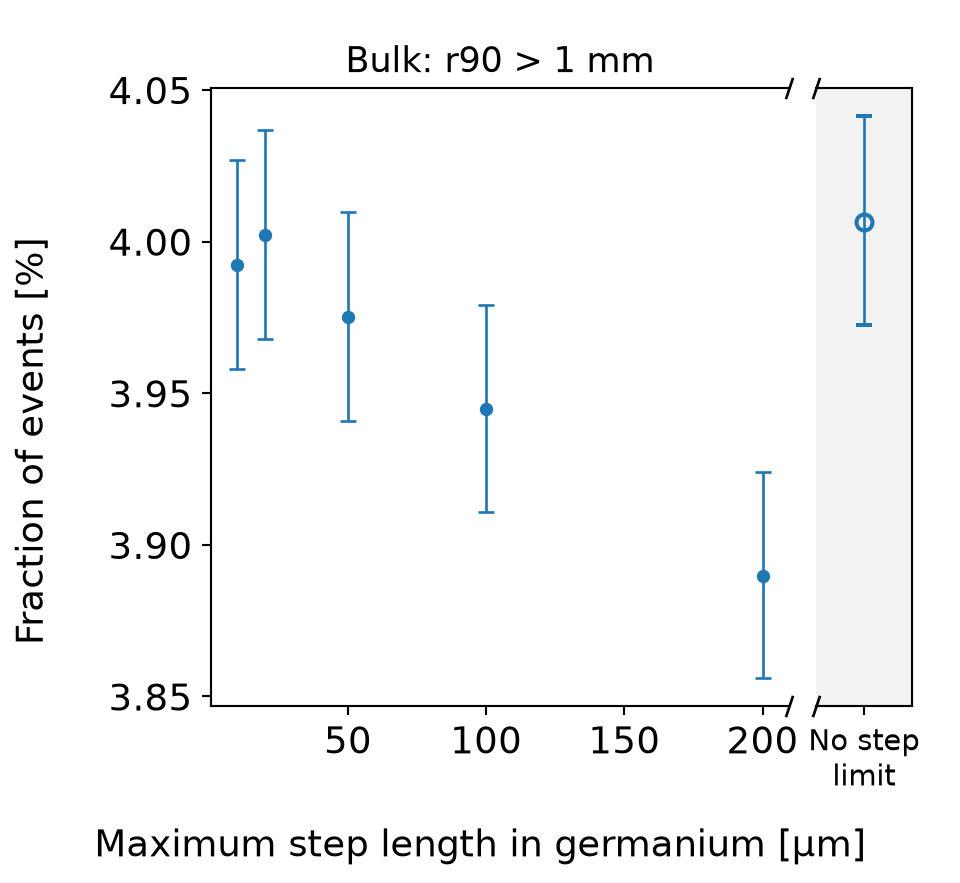 Bulk: r90 > 1 mm
4.05
4.00
3.95
3.90
3.85
Fraction of events [%]
50 100 150 200 No step
limit
Maximum step length in germanium [µm]